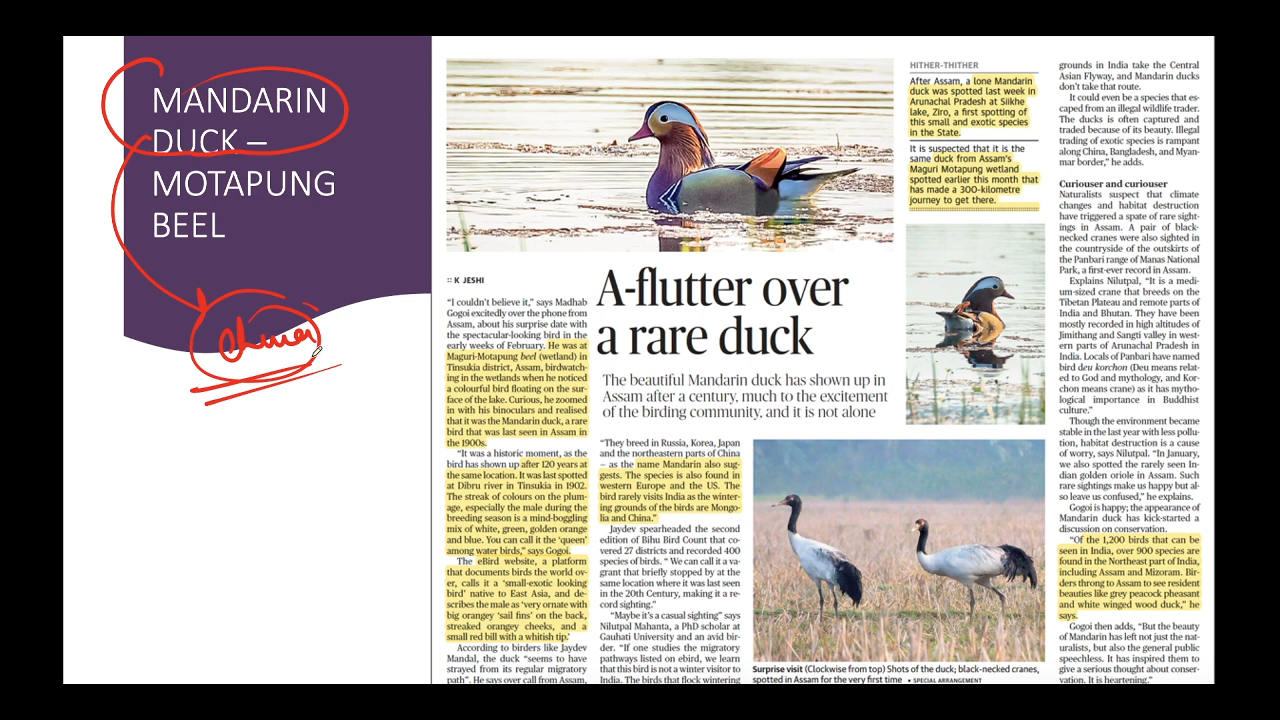 MANDARIN
DUCK –
MOTAPUNG
BEEL
china
K JESHI
"I couldn't believe it," says Madhab
Gogoi excitedly over the phone from
Assam, about his surprise date with
the spectacular-looking bird in the
early weeks of February. He was at
Maguri-Motapung beel (wetland) in
Tinsukia district, Assam, birdwatch-
ing in the wetlands when he noticed
a colourful bird floating on the sur-
face of the lake. Curious, he zoomed
in with his binoculars and realised
that it was the Mandarin duck, a rare
bird that was last seen in Assam in
the 1900s.
"It was a historic moment, as the
bird has shown up after 120 years at
the same location. It was last spotted
at Dibru river in Tinsukia in 1902.
The streak of colours on the plum-
age, especially the male during the
breeding season is a mind-boggling
mix of white, green, golden orange
and blue. You can call it the 'queen'
among water birds," says Gogoi.
The eBird website, a platform
that documents birds the world ov-
er, calls it a 'small-exotic looking
bird' native to East Asia, and de-
scribes the male as 'very ornate with
big orangey 'sail fins' on the back,
streaked orangey cheeks, and a
small red bill with a whitish tip.'
According to birders like Jaydev
Mandal, the duck "seems to have
strayed from its regular migratory
path". He says over call from Assam,
A-flutter over
a rare duck
The beautiful Mandarin duck has shown up in
Assam after a century, much to the excitement
of the birding community, and it is not alone
"They breed in Russia, Korea, Japan
and the northeastern parts of China
– as the name Mandarin also sug-
gests. The species is also found in
western Europe and the US. The
bird rarely visits India as the winter-
ing grounds of the birds are Mongo-
lia and China."
Jaydev spearheaded the second
edition of Bihu Bird Count that co-
vered 27 districts and recorded 400
species of birds. " We can call it a va-
grant that briefly stopped by at the
same location where it was last seen
in the 20th Century, making it a re-
cord sighting."
"Maybe it's a casual sighting" says
Nilutpal Mahanta, a PhD scholar at
Gauhati University and an avid bir-
der. "If one studies the migratory
pathways listed on ebird, we learn
that this bird is not a winter visitor to
India. The birds that flock wintering
HITHER-THITHER
After Assam, a lone Mandarin
duck was spotted last week in
Arunachal Pradesh at Siikhe
lake, Ziro, a first spotting of
this small and exotic species
in the State.
It is suspected that it is the
same duck from Assam's
Maguri Motapung wetland
spotted earlier this month that
has made a 300-kilometre
journey to get there.
Surprise visit (Clockwise from top) Shots of the duck; black-necked cranes,
spotted in Assam for the very first time • SPECIAL ARRANGEMENT
grounds in India take the Central
Asian Flyway, and Mandarin ducks
don't take that route.
It could even be a species that es-
caped from an illegal wildlife trader.
The ducks is often captured and
traded because of its beauty. Illegal
trading of exotic species is rampant
along China, Bangladesh, and Myan-
mar border," he adds.
Curiouser and curiouser
Naturalists suspect that climate
changes and habitat destruction
have triggered a spate of rare sight-
ings in Assam. A pair of black-
necked cranes were also sighted in
the countryside of the outskirts of
the Panbari range of Manas National
Park, a first-ever record in Assam.
Explains Nilutpal, "It is a medi-
um-sized crane that breeds on the
Tibetan Plateau and remote parts of
India and Bhutan. They have been
mostly recorded in high altitudes of
Jimithang and Sangti valley in west-
ern parts of Arunachal Pradesh in
India. Locals of Panbari have named
bird deu korchon (Deu means relat-
ed to God and mythology, and Kor-
chon means crane) as it has mytho-
logical importance in Buddhist
culture."
Though the environment became
stable in the last year with less pollu-
tion, habitat destruction is a cause
of worry, says Nilutpal. "In January,
we also spotted the rarely seen In-
dian golden oriole in Assam. Such
rare sightings make us happy but al-
so leave us confused," he explains.
Gogoi is happy; the appearance of
Mandarin duck has kick-started a
discussion on conservation.
"Of the 1,200 birds that can be
seen in India, over 900 species are
found in the Northeast part of India,
including Assam and Mizoram. Bir-
ders throng to Assam to see resident
beauties like grey peacock pheasant
and white winged wood duck," he
says.
Gogoi then adds, "But the beauty
of Mandarin has left not just the nat-
uralists, but also the general public
speechless. It has inspired them to
give a serious thought about conser-
vation. It is heartening."